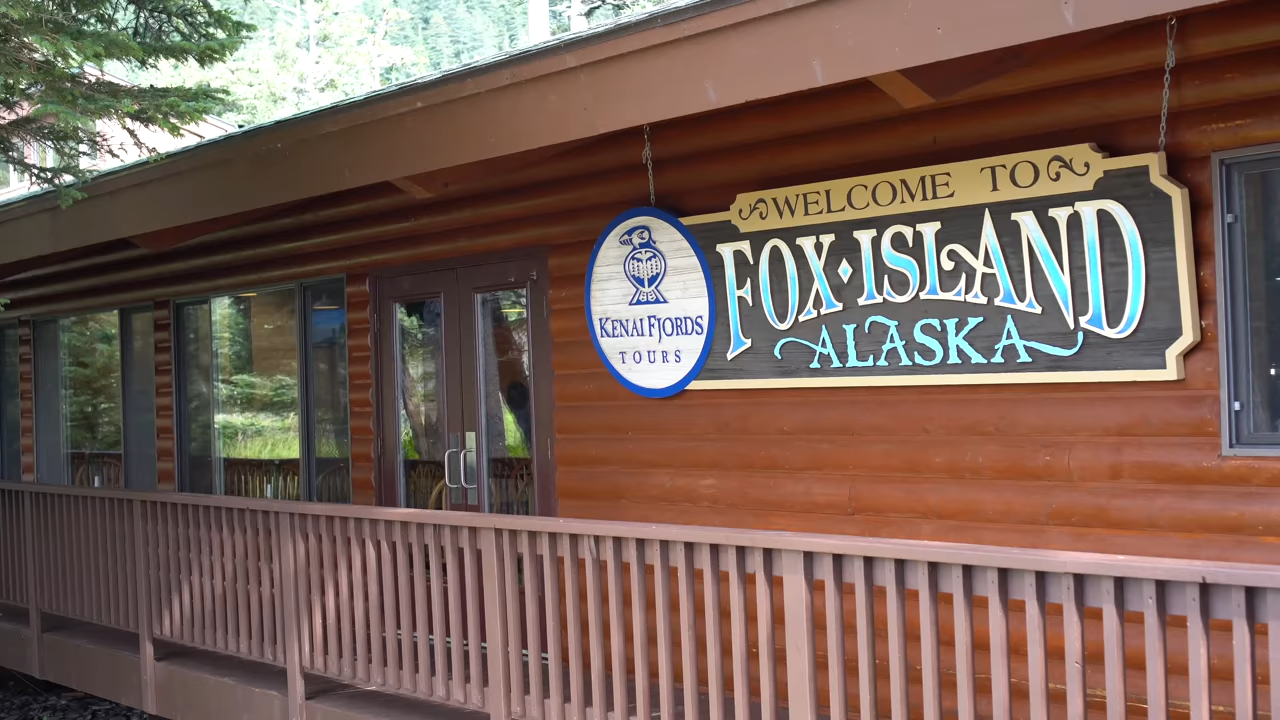 WELCOME TO
FOX ISLAND
ALASKA
KENAI FJORDS
TOURS